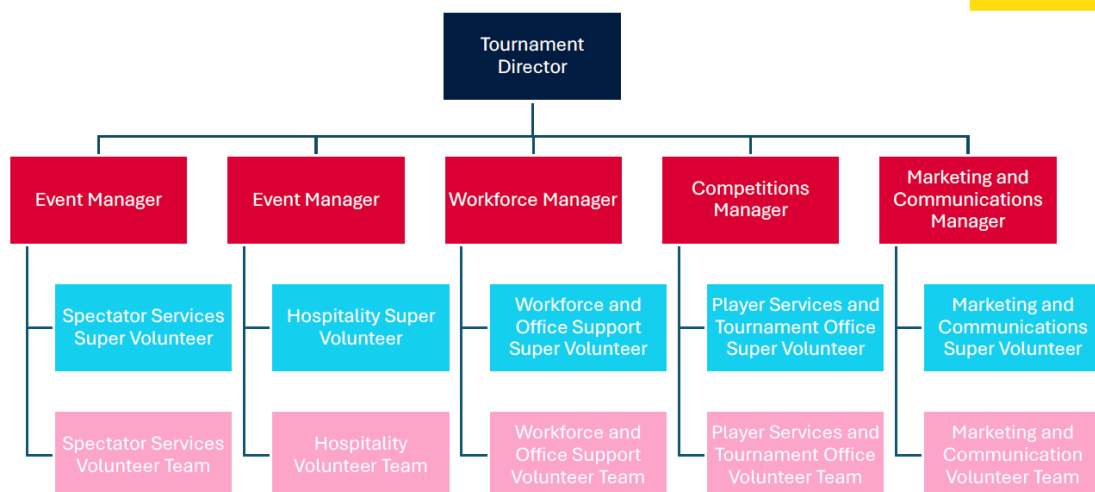 Tournament
Director
Event Manager
Event Manager
Workforce Manager
Competitions
Manager
Marketing and
Communications
Manager
Spectator Services
Super Volunteer
Hospitality Super
Volunteer
Workforce and
Office Support
Super Volunteer
Player Services and
Tournament Office
Super Volunteer
Marketing and
Communications
Super Volunteer
Spectator Services
Volunteer Team
Hospitality
Volunteer Team
Workforce and
Office Support
Volunteer Team
Player Services and
Tournament Office
Volunteer Team
Marketing and
Communication
Volunteer Team